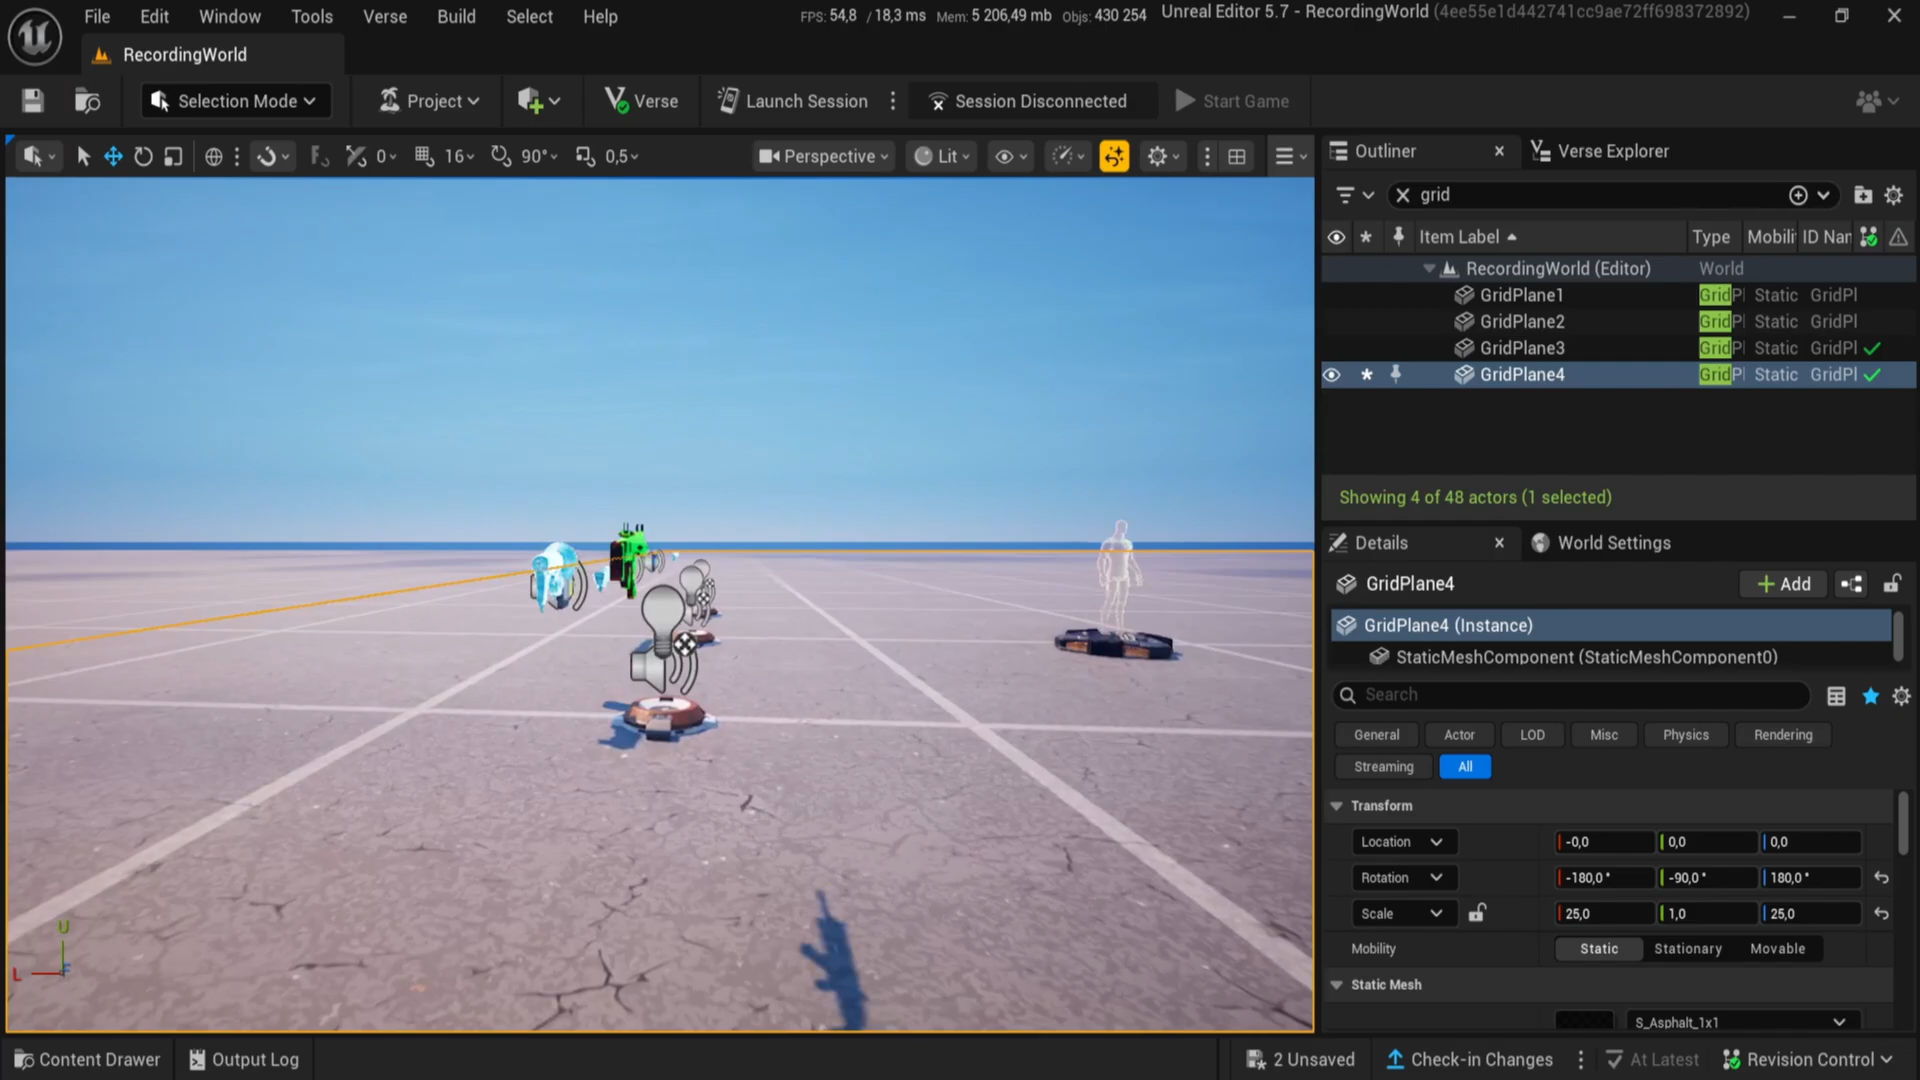 File Edit Window Tools Verse Build Select Help
FPS: 54,8 / 18,3 ms Mem: 5 206,49 mb Objs: 430 254
Unreal Editor 5.7 - RecordingWorld (4ee55e1d442741cc9ae72ff698372892)
RecordingWorld
Selection Mode
Project
Verse
Launch Session
Session Disconnected
Start Game
0 16 90° 0,5
Perspective
Lit
U
L
F
Outliner
Verse Explorer
grid
Item Label Type Mobili ID Nar
RecordingWorld (Editor) World
GridPlane1 GridPl Static GridPl
GridPlane2 GridPl Static GridPl
GridPlane3 GridPl Static GridPl
GridPlane4 GridPl Static GridPl
Showing 4 of 48 actors (1 selected)
Details
World Settings
GridPlane4
Add
GridPlane4 (Instance)
StaticMeshComponent (StaticMeshComponent0)
Search
General Actor LOD Misc Physics Rendering
Streaming All
Transform
Location -0,0 0,0 0,0
Rotation -180,0° -90,0° 180,0°
Scale 25,0 1,0 25,0
Mobility Static Stationary Movable
Static Mesh
S_Asphalt_1x1
Content Drawer
Output Log
2 Unsaved
Check-in Changes
At Latest
Revision Control